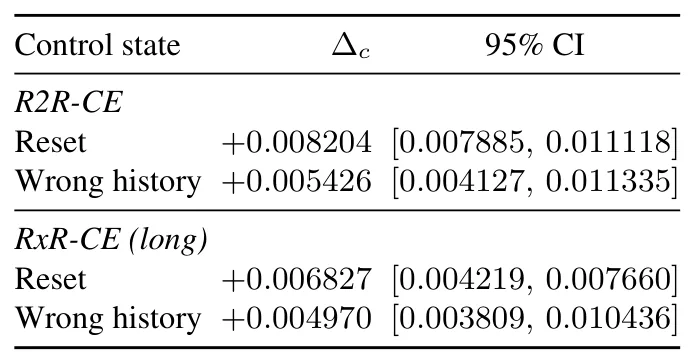 Control state Δc 95% CI
R2R-CE
Reset +0.008204 [0.007885, 0.011118]
Wrong history +0.005426 [0.004127, 0.011335]
RxR-CE (long)
Reset +0.006827 [0.004219, 0.007660]
Wrong history +0.004970 [0.003809, 0.010436]